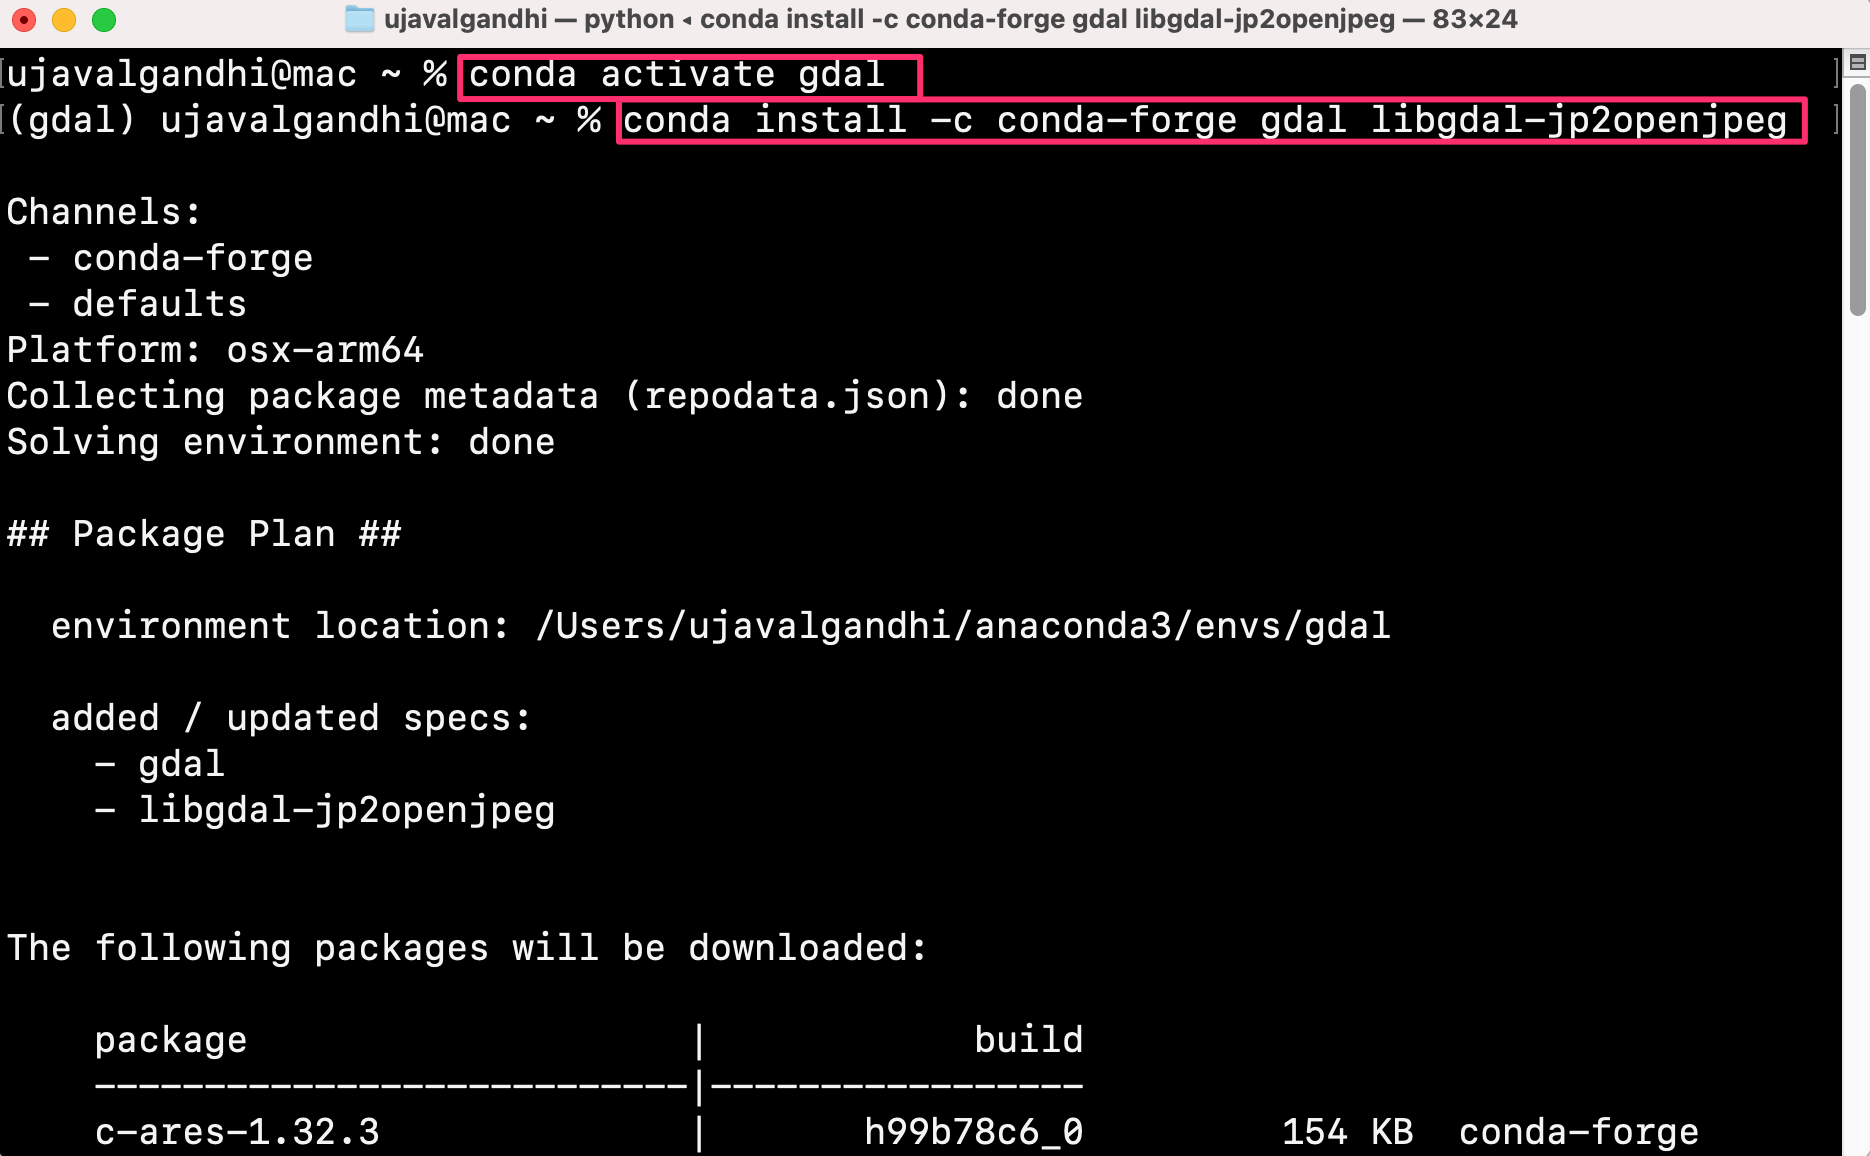 ujavalgandhi — python ◂ conda install -c conda-forge gdal libgdal-jp2openjpeg — 83×24
ujavalgandhi@mac ~ % conda activate gdal
(gdal) ujavalgandhi@mac ~ % conda install -c conda-forge gdal libgdal-jp2openjpeg
Channels:
 - conda-forge
 - defaults
Platform: osx-arm64
Collecting package metadata (repodata.json): done
Solving environment: done
## Package Plan ##
  environment location: /Users/ujavalgandhi/anaconda3/envs/gdal
  added / updated specs:
    - gdal
    - libgdal-jp2openjpeg
The following packages will be downloaded:
    package                    |            build
    ---------------------------|-----------------
    c-ares-1.32.3              |       h99b78c6_0         154 KB  conda-forge